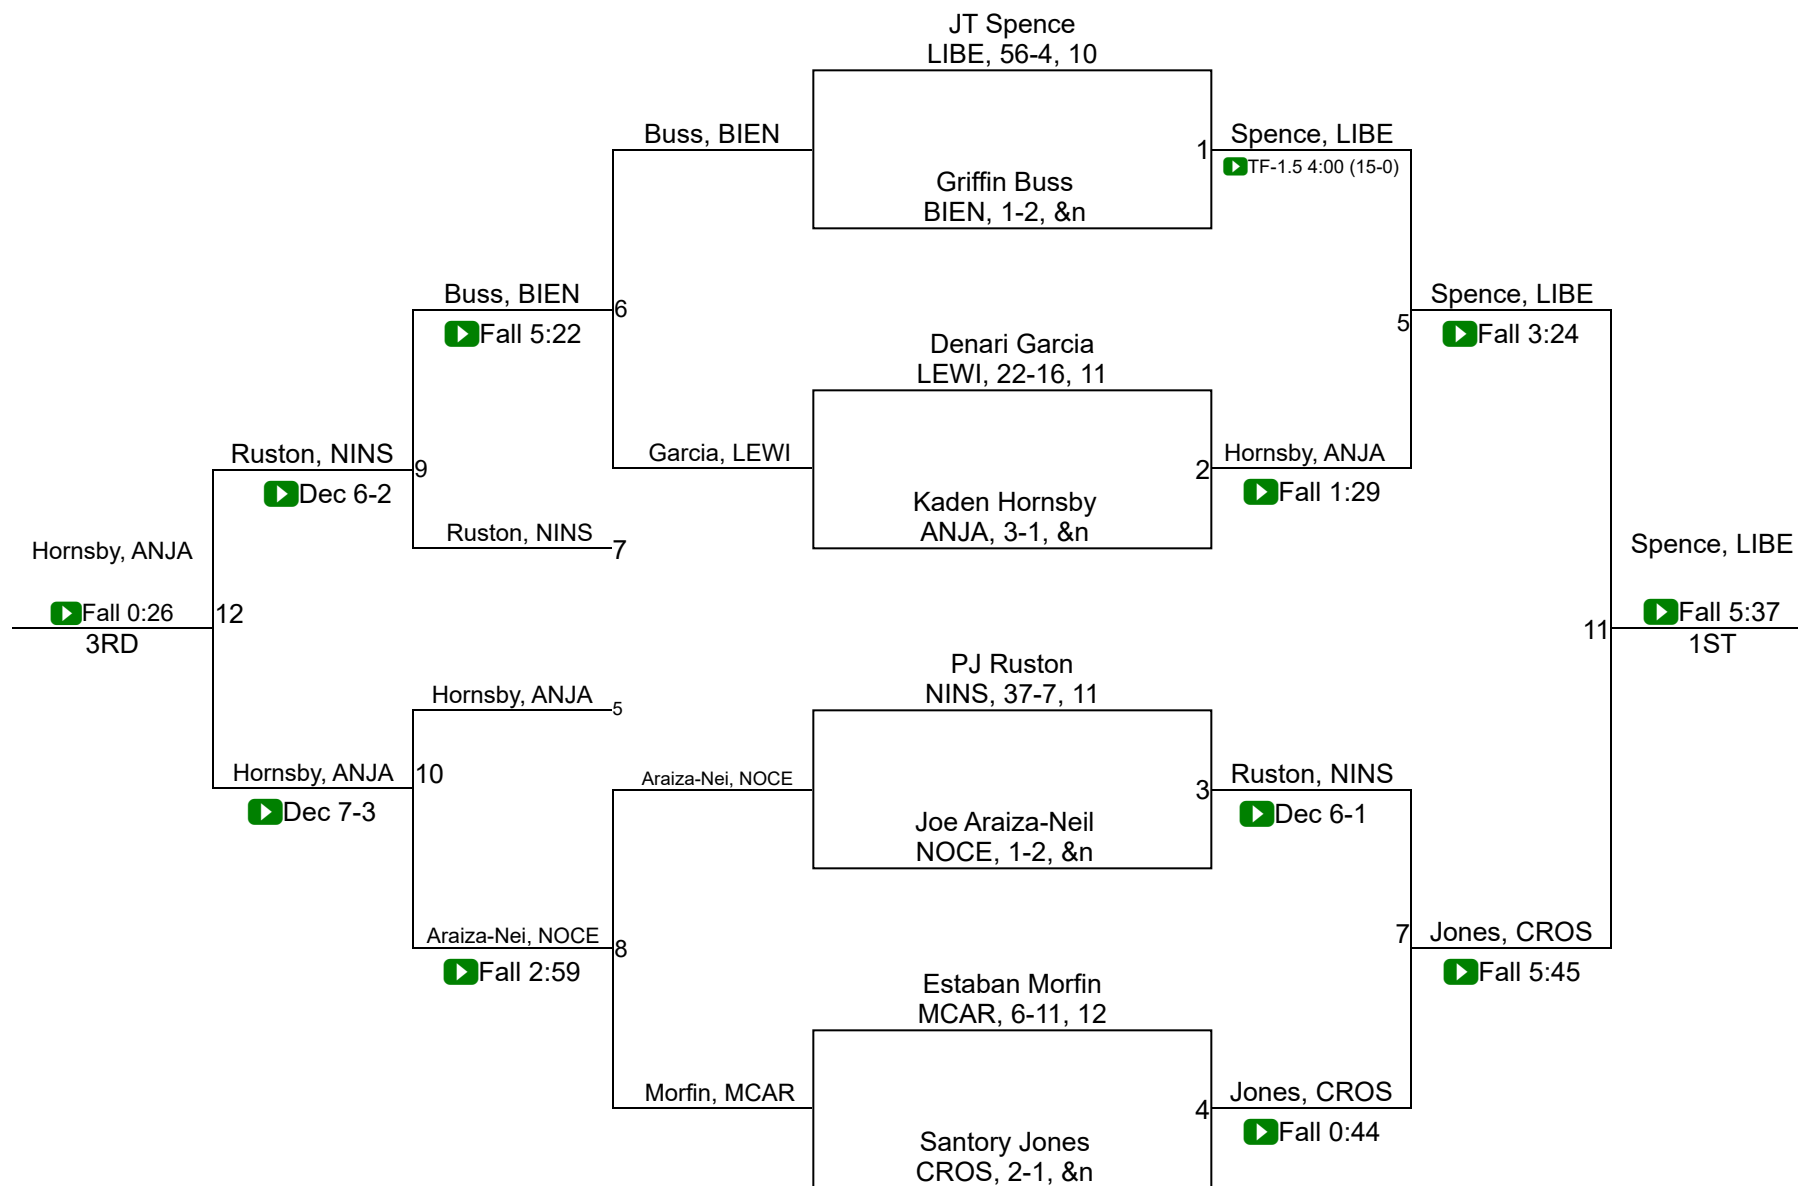 JT Spence
LIBE, 56-4, 10
Buss, BIEN
1
Spence, LIBE
TF-1.5 4:00 (15-0)
Griffin Buss
BIEN, 1-2, &n
Buss, BIEN
6
Fall 5:22
Spence, LIBE
5
Fall 3:24
Denari Garcia
LEWI, 22-16, 11
Ruston, NINS
9
Dec 6-2
Garcia, LEWI
2
Hornsby, ANJA
Fall 1:29
Kaden Hornsby
ANJA, 3-1, &n
Ruston, NINS
7
Hornsby, ANJA
Fall 0:26
12
3RD
Spence, LIBE
11
Fall 5:37
1ST
PJ Ruston
NINS, 37-7, 11
Hornsby, ANJA
5
Hornsby, ANJA
10
Dec 7-3
Araiza-Nei, NOCE
3
Ruston, NINS
Dec 6-1
Joe Araiza-Neil
NOCE, 1-2, &n
Araiza-Nei, NOCE
8
Fall 2:59
7
Jones, CROS
Fall 5:45
Estaban Morfin
MCAR, 6-11, 12
Morfin, MCAR
4
Jones, CROS
Fall 0:44
Santory Jones
CROS, 2-1, &n